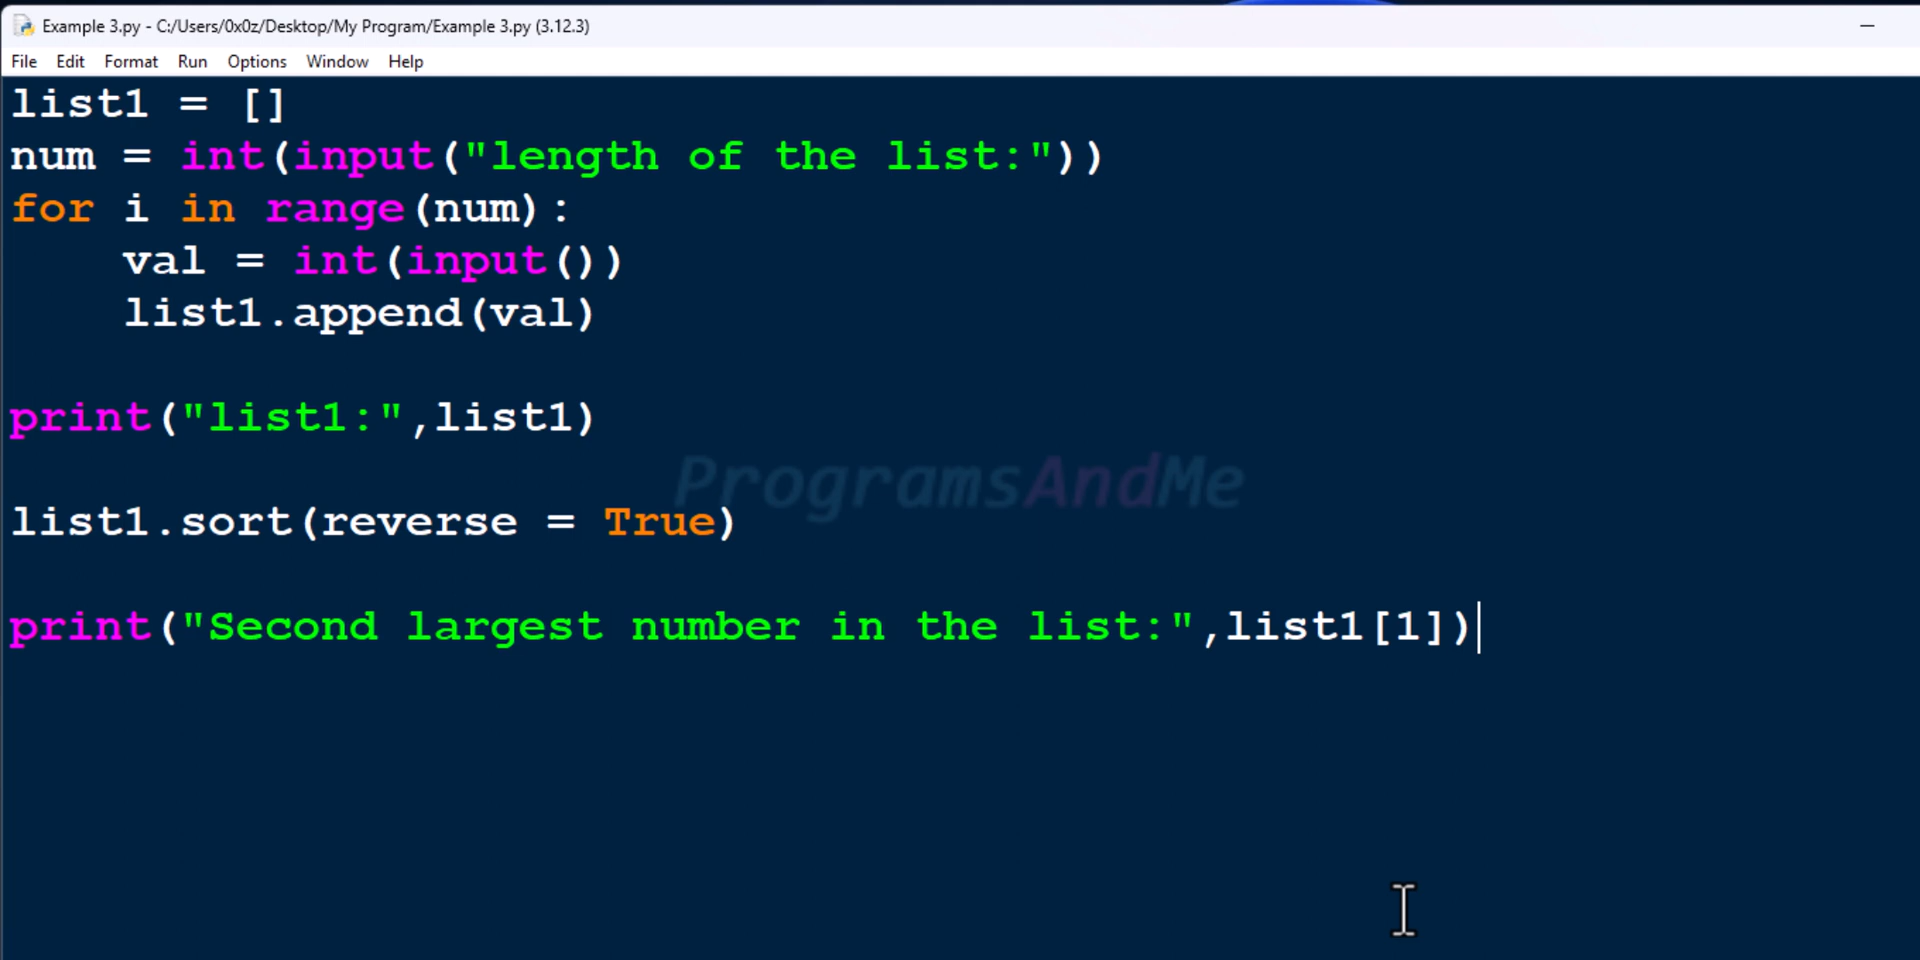 Example 3.py - C:/Users/0x0z/Desktop/My Program/Example 3.py (3.12.3)
File Edit Format Run Options Window Help
list1 = []
num = int(input("length of the list:"))
for i in range(num):
    val = int(input())
    list1.append(val)
print("list1:",list1)
ProgramsAndMe
list1.sort(reverse = True)
print("Second largest number in the list:",list1[1])